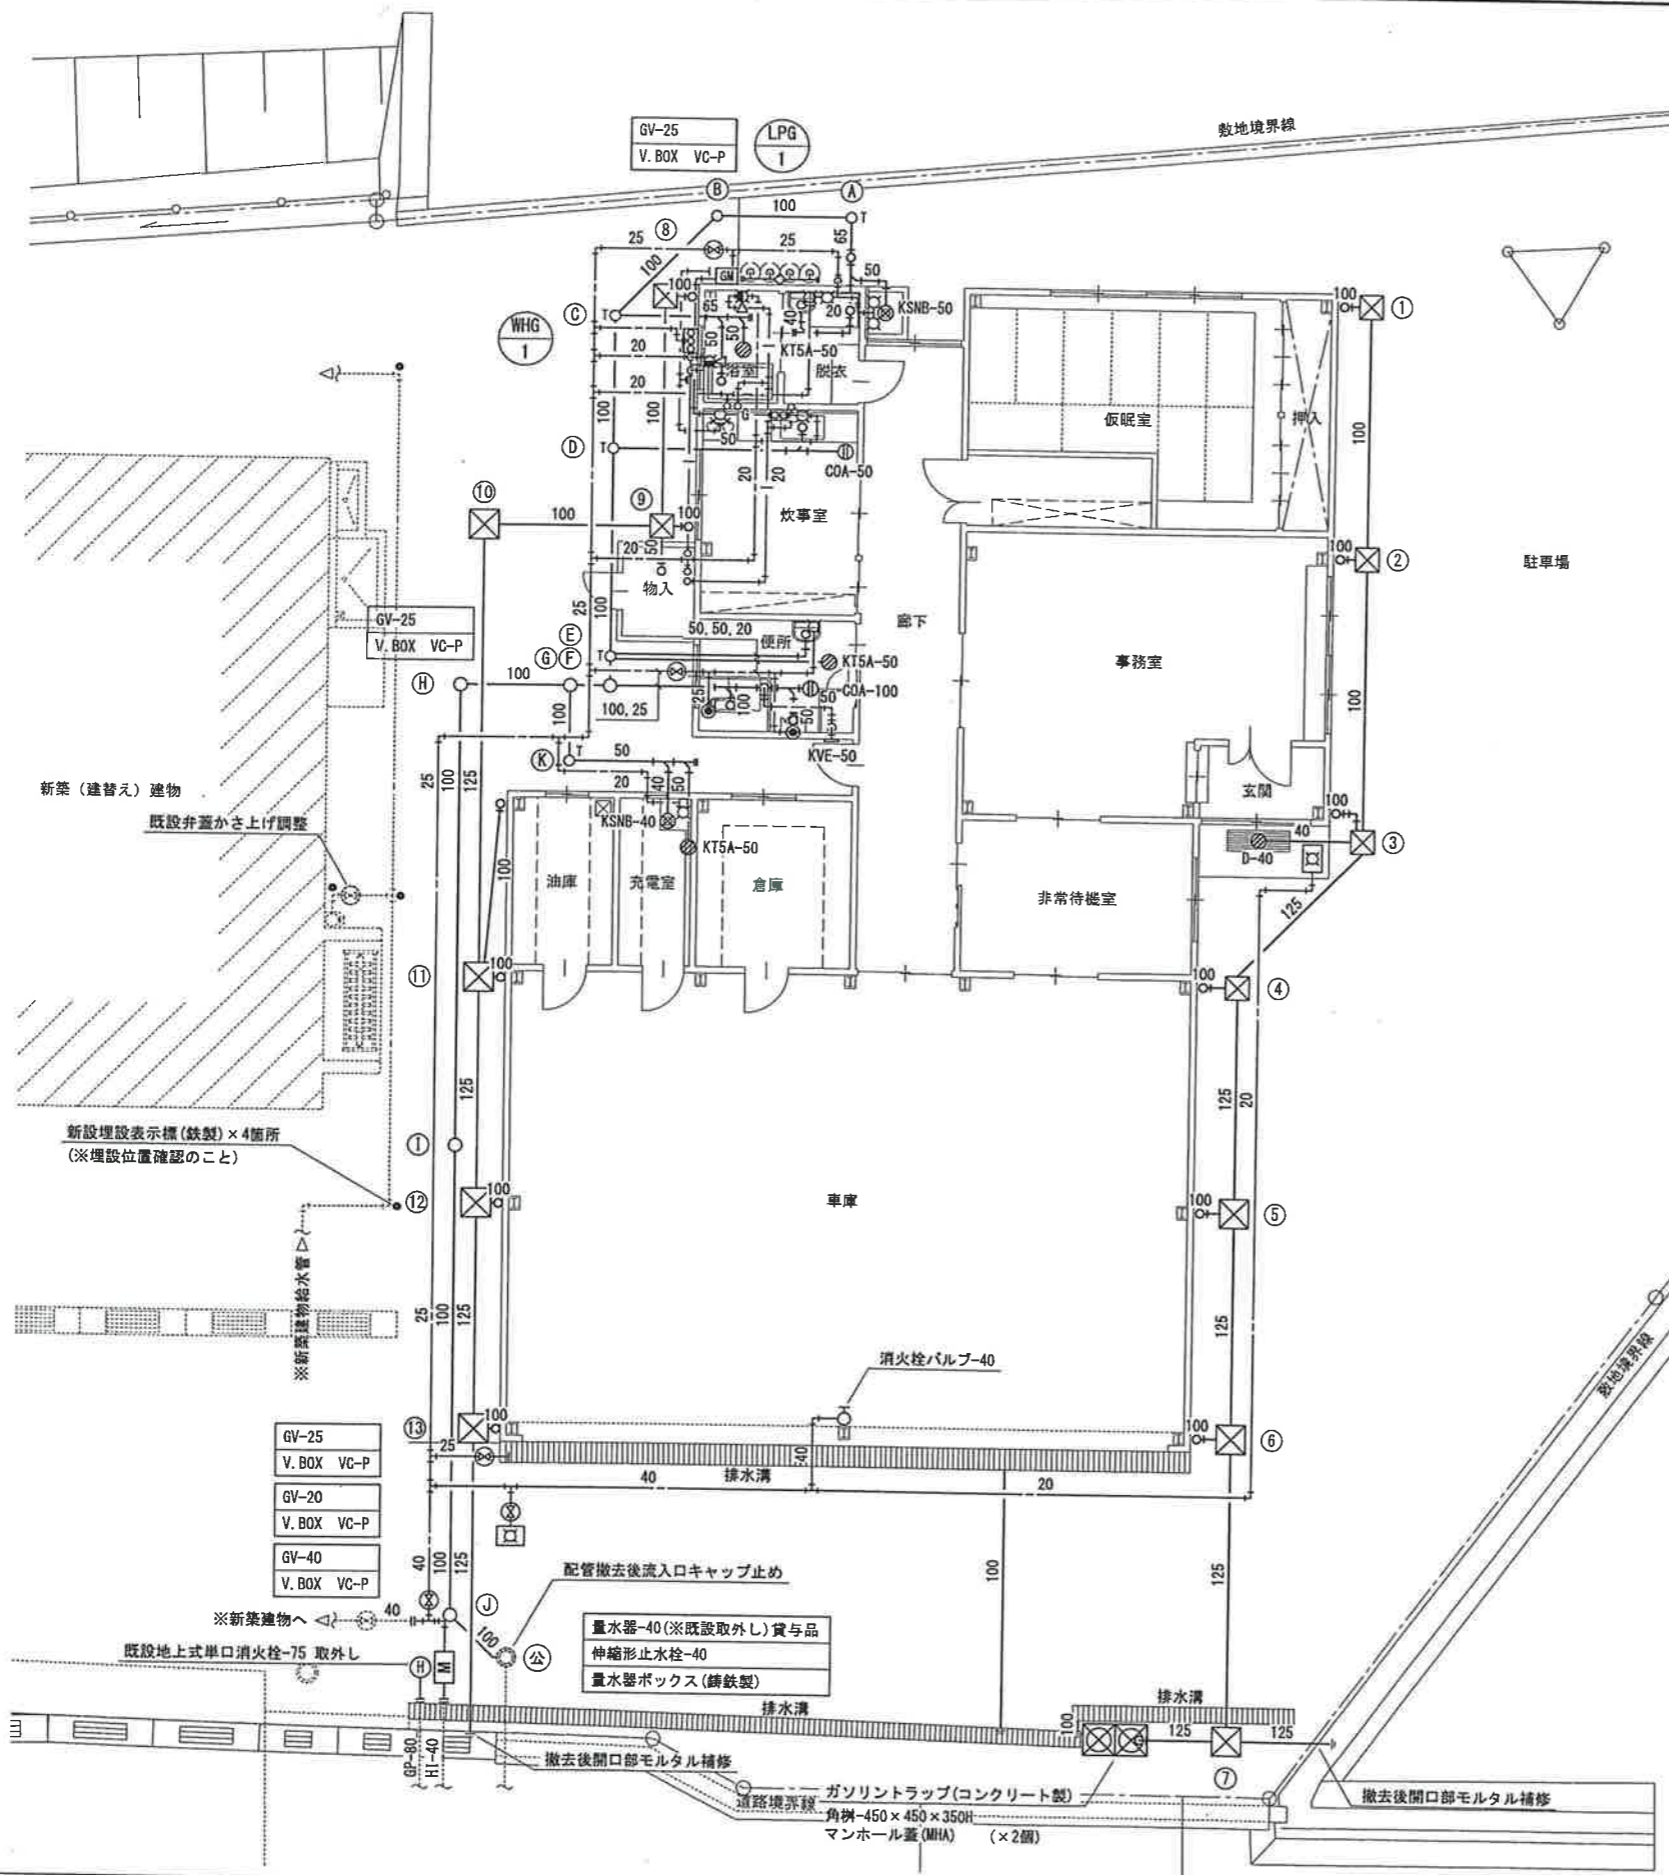 敷地境界線
GV-25
V. BOX VC-P
LPG
1
B
A
100
T
8
25
25
65
100
50
GM
100
KSNB-50
65
40
20
100
1
C
T
WHG
1
20
50
50
KT5A-50
浴室
脱衣
20
100
100
G
50
仮眠室
押入
100
D
T
COA-50
20
20
10
9
100
100
炊事室
20
50
100
2
駐車場
物入
25
100
GV-25
V. BOX VC-P
E
50, 50, 20
便所
廊下
事務室
G
F
T
KT5A-50
H
100
COA-100
25
100
50
50
100, 25
100
100
KVE-50
K
T
50
20
40
50
25
100
125
新築（建替え）建物
玄関
既設弁蓋かさ上げ調整
KSNB-40
KT5A-50
100
40
D-40
3
100
油庫
充電室
倉庫
非常待機室
125
11
100
100
4
125
125
20
新設埋設表示標(鉄製)×4箇所
(※埋設位置確認のこと)
I
12
100
車庫
100
5
※新築建物給水管
25
100
125
125
敷地境界線
消火栓バルブ-40
13
100
100
6
GV-25
V. BOX VC-P
25
40
排水溝
40
20
GV-20
V. BOX VC-P
GV-40
V. BOX VC-P
40
100
125
100
125
配管撤去後流入口キャップ止め
※新築建物へ
40
J
100
公
量水器-40(※既設取外し)貸与品
伸縮形止水栓-40
量水器ボックス(鋳鉄製)
既設地上式単口消火栓-75 取外し
H
M
排水溝
排水溝
100
125
125
GP-80
HI-40
撤去後開口部モルタル補修
7
道路境界線
ガソリントラップ(コンクリート製)
角桝-450×450×350H
マンホール蓋(MHA) (×2個)
撤去後開口部モルタル補修